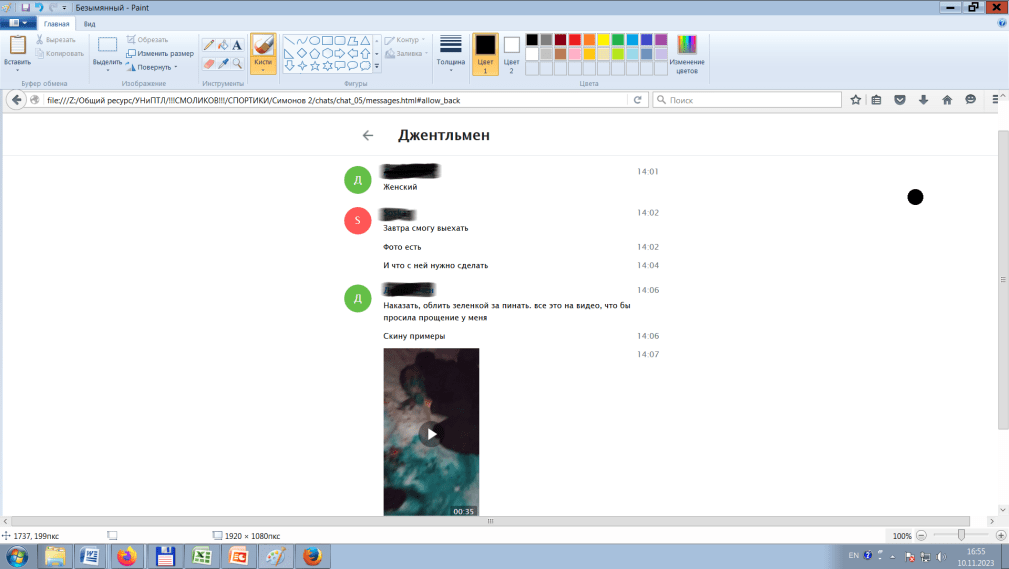 Безымянный - Paint
Главная
Вид
Вставить
Вырезать
Копировать
Буфер обмена
Выделить
Обрезать
Изменить размер
Повернуть
Изображение
A
Инструменты
Кисти
Контур
Заливка
Фигуры
Толщина
Цвет 1
Цвет 2
Изменение цветов
Цвета
file:///Z:/Общий ресурс/УНиПТЛ/!!!СМОЛИКОВ!!!/СПОРТИКИ/Симонов 2/chats/chat_05/messages.html#allow_back
Поиск
Джентльмен
Д
14:01
Женский
S
14:02
Завтра смогу выехать
Фото есть
14:02
И что с ней нужно сделать
14:04
Д
14:06
Наказать, облить зеленкой за пинать. все это на видео, что бы
просила прощение у меня
Скину примеры
14:06
14:07
00:35
1737, 199пкс
1920 × 1080пкс
100%
EN
16:55
10.11.2023